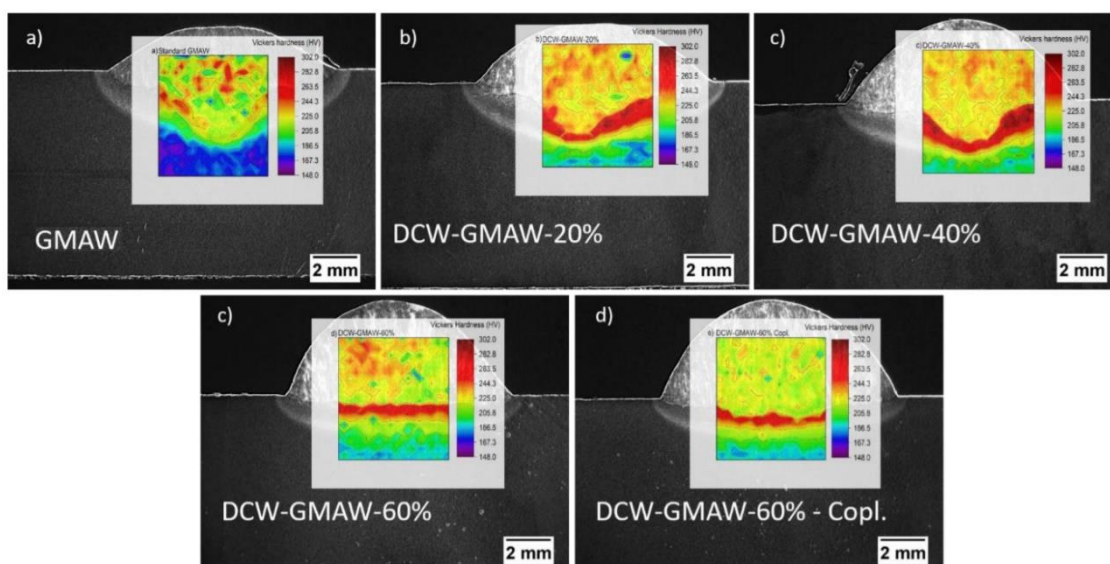 a)
Vickers hardness (HV)
a)Standard GMAW
302.0
282.8
263.5
244.3
225.0
205.8
186.5
167.3
148.0
GMAW
2 mm
b)
Vickers Hardness (HV)
b)DCW-GMAW-20%
302.0
282.8
263.5
244.3
225.0
205.8
186.5
167.3
148.0
DCW-GMAW-20%
2 mm
c)
Vickers Hardness (HV)
c)DCW-GMAW-40%
302.0
282.8
263.5
244.3
225.0
205.8
186.5
167.3
148.0
DCW-GMAW-40%
2 mm
c)
Vickers Hardness (HV)
d)DCW-GMAW-60%
302.0
282.8
263.5
244.3
225.0
205.8
186.5
167.3
148.0
DCW-GMAW-60%
2 mm
d)
Vickers Hardness (HV)
e) DCW-GMAW-60% Copl.
302.0
282.8
263.5
244.3
225.0
205.8
186.5
167.3
148.0
DCW-GMAW-60% - Copl.
2 mm